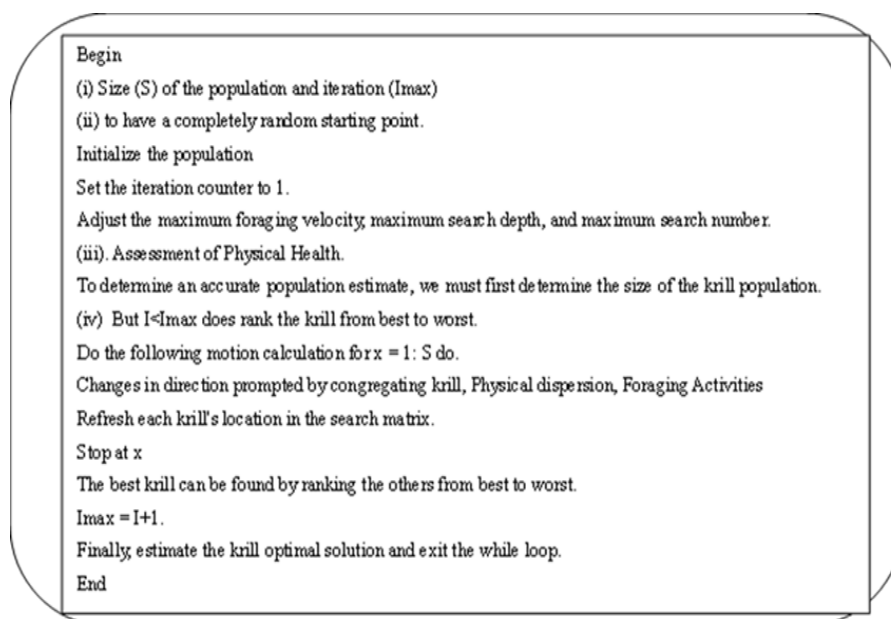 Begin
(i) Size (S) of the population and iteration (Imax)
(ii) to have a completely random starting point.
Initialize the population
Set the iteration counter to 1.
Adjust the maximum foraging velocity, maximum search depth, and maximum search number.
(iii). Assessment of Physical Health.
To determine an accurate population estimate, we must first determine the size of the krill population.
(iv) But I<Imax does rank the krill from best to worst.
Do the following motion calculation for x = 1: S do.
Changes in direction prompted by congregating krill, Physical dispersion, Foraging Activities
Refresh each krill's location in the search matrix.
Stop at x
The best krill can be found by ranking the others from best to worst.
Imax = I+1.
Finally, estimate the krill optimal solution and exit the while loop.
End